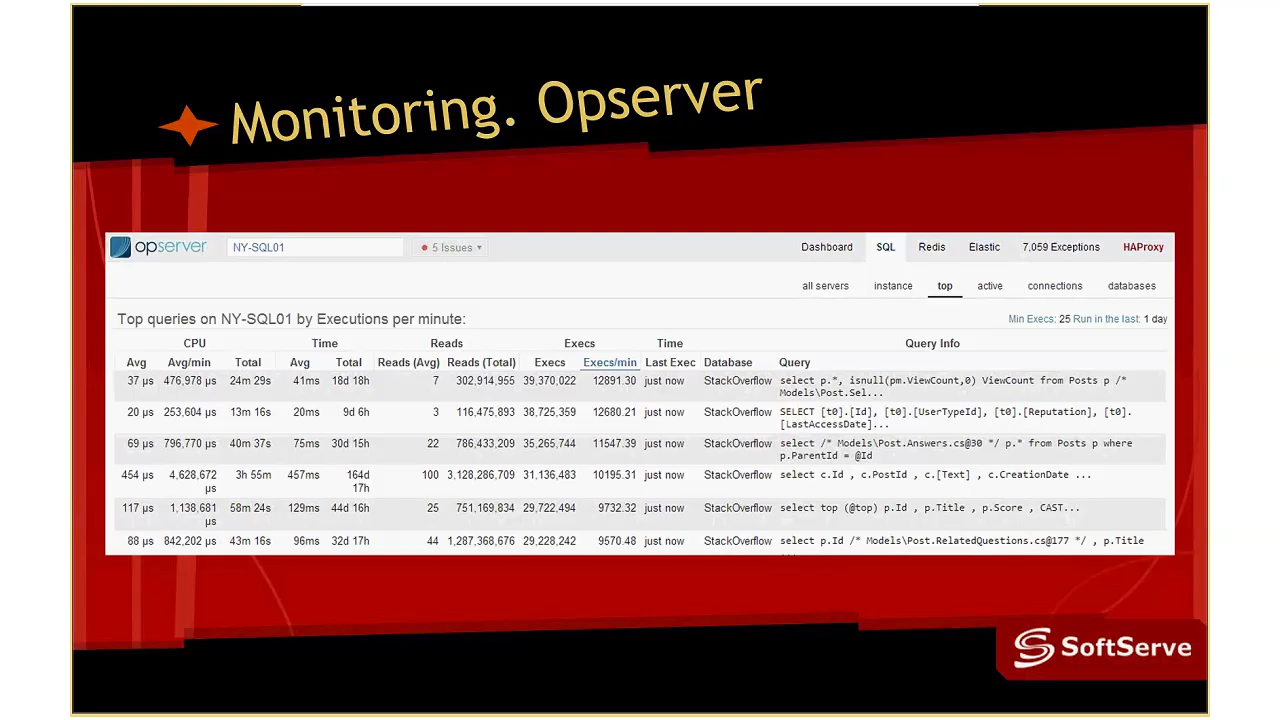 Monitoring. Opserver
opserver NY-SQL01 5 Issues Dashboard SQL Redis Elastic 7,059 Exceptions HAProxy
all servers instance top active connections databases
Top queries on NY-SQL01 by Executions per minute: Min Execs: 25 Run in the last: 1 day
CPU Time Reads Execs Time Query Info
Avg Avg/min Total Avg Total Reads (Avg) Reads (Total) Execs Execs/min Last Exec Database Query
37 µs 476,978 µs 24m 29s 41ms 18d 18h 7 302,914,955 39,370,022 12891.30 just now StackOverflow select p.*, isnull(pm.ViewCount,0) ViewCount from Posts p /*
Models\Post.Sel...
20 µs 253,604 µs 13m 16s 20ms 9d 6h 3 116,475,893 38,725,359 12680.21 just now StackOverflow SELECT [t0].[Id], [t0].[UserTypeId], [t0].[Reputation], [t0].
[LastAccessDate]...
69 µs 796,770 µs 40m 37s 75ms 30d 15h 22 786,433,209 35,265,744 11547.39 just now StackOverflow select /* Models\Post.Answers.cs@30 */ p.* from Posts p where
p.ParentId = @Id
454 µs 4,628,672 3h 55m 457ms 164d 100 3,128,286,709 31,136,483 10195.31 just now StackOverflow select c.Id , c.PostId , c.[Text] , c.CreationDate ...
µs 17h
117 µs 1,138,681 58m 24s 129ms 44d 16h 25 751,169,834 29,722,494 9732.32 just now StackOverflow select top (@top) p.Id , p.Title , p.Score , CAST...
µs
88 µs 842,202 µs 43m 16s 96ms 32d 17h 44 1,287,368,676 29,228,242 9570.48 just now StackOverflow select p.Id /* Models\Post.RelatedQuestions.cs@177 */ , p.Title
...
SoftServe